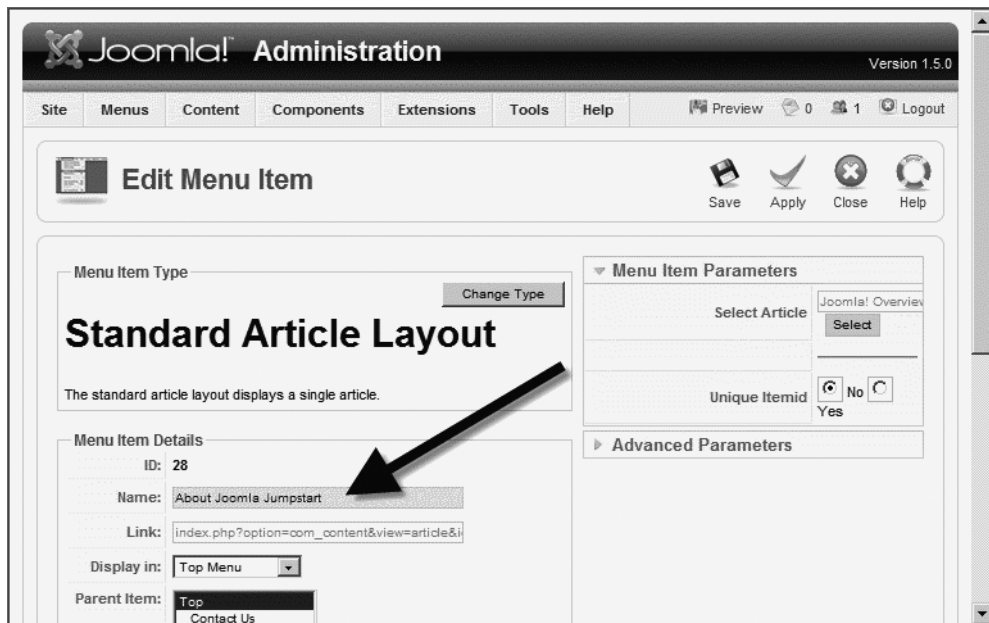 Joomla!™ Administration
Version 1.5.0
Site Menus Content Components Extensions Tools Help Preview 0 1 Logout
Edit Menu Item
Save Apply Close Help
Menu Item Type
Change Type
Standard Article Layout
The standard article layout displays a single article.
Menu Item Details
ID: 28
Name: About Joomla Jumpstart
Link: index.php?option=com_content&view=article&i
Display in: Top Menu
Parent Item: Top
Contact Us
Menu Item Parameters
Select Article Joomla! Overview
Select
Unique Itemid No
Yes
Advanced Parameters